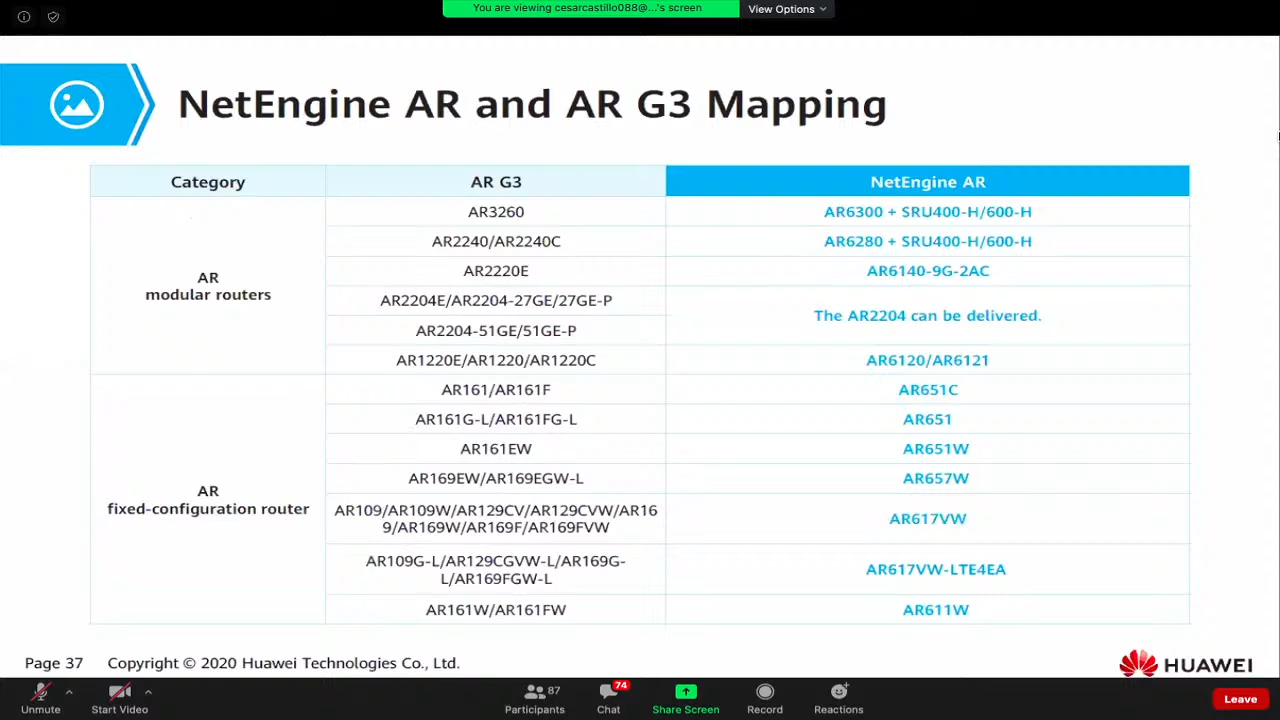 You are viewing cesarcastillo088@...'s screen
View Options
NetEngine AR and AR G3 Mapping
Category
AR G3
NetEngine AR
AR
modular routers
AR3260
AR6300 + SRU400-H/600-H
AR2240/AR2240C
AR6280 + SRU400-H/600-H
AR2220E
AR6140-9G-2AC
AR2204E/AR2204-27GE/27GE-P
The AR2204 can be delivered.
AR2204-51GE/51GE-P
AR1220E/AR1220/AR1220C
AR6120/AR6121
AR
fixed-configuration router
AR161/AR161F
AR651C
AR161G-L/AR161FG-L
AR651
AR161EW
AR651W
AR169EW/AR169EGW-L
AR657W
AR109/AR109W/AR129CV/AR129CVW/AR16
9/AR169W/AR169F/AR169FVW
AR617VW
AR109G-L/AR129CGVW-L/AR169G-
L/AR169FGW-L
AR617VW-LTE4EA
AR161W/AR161FW
AR611W
Page 37
Copyright © 2020 Huawei Technologies Co., Ltd.
HUAWEI
Unmute
Start Video
87
Participants
74
Chat
Share Screen
Record
Reactions
Leave